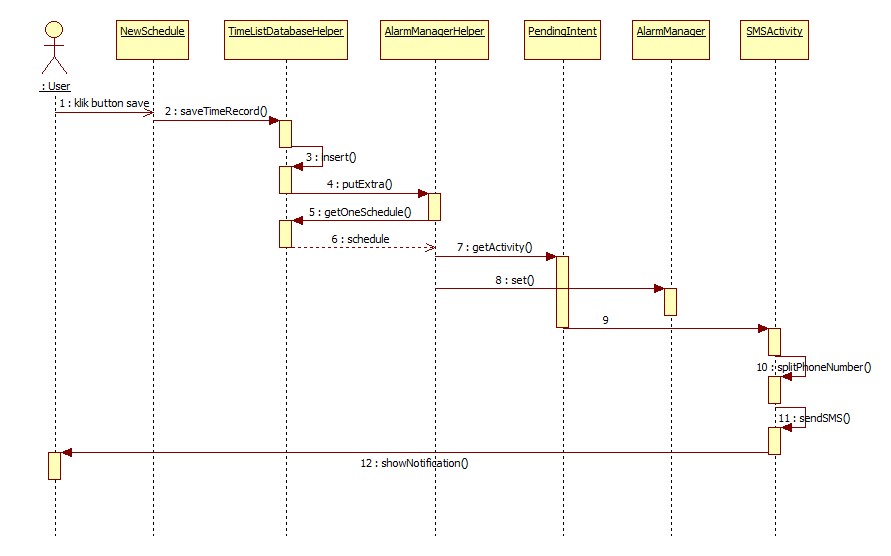 NewSchedule
TimeListDatabaseHelper
AlarmManagerHelper
PendingIntent
AlarmManager
SMSActivity
: User
1 : klik button save
2 : saveTimeRecord()
3 : insert()
4 : putExtra()
5 : getOneSchedule()
6 : schedule
7 : getActivity()
8 : set()
9
10 : splitPhoneNumber()
11 : sendSMS()
12 : showNotification()